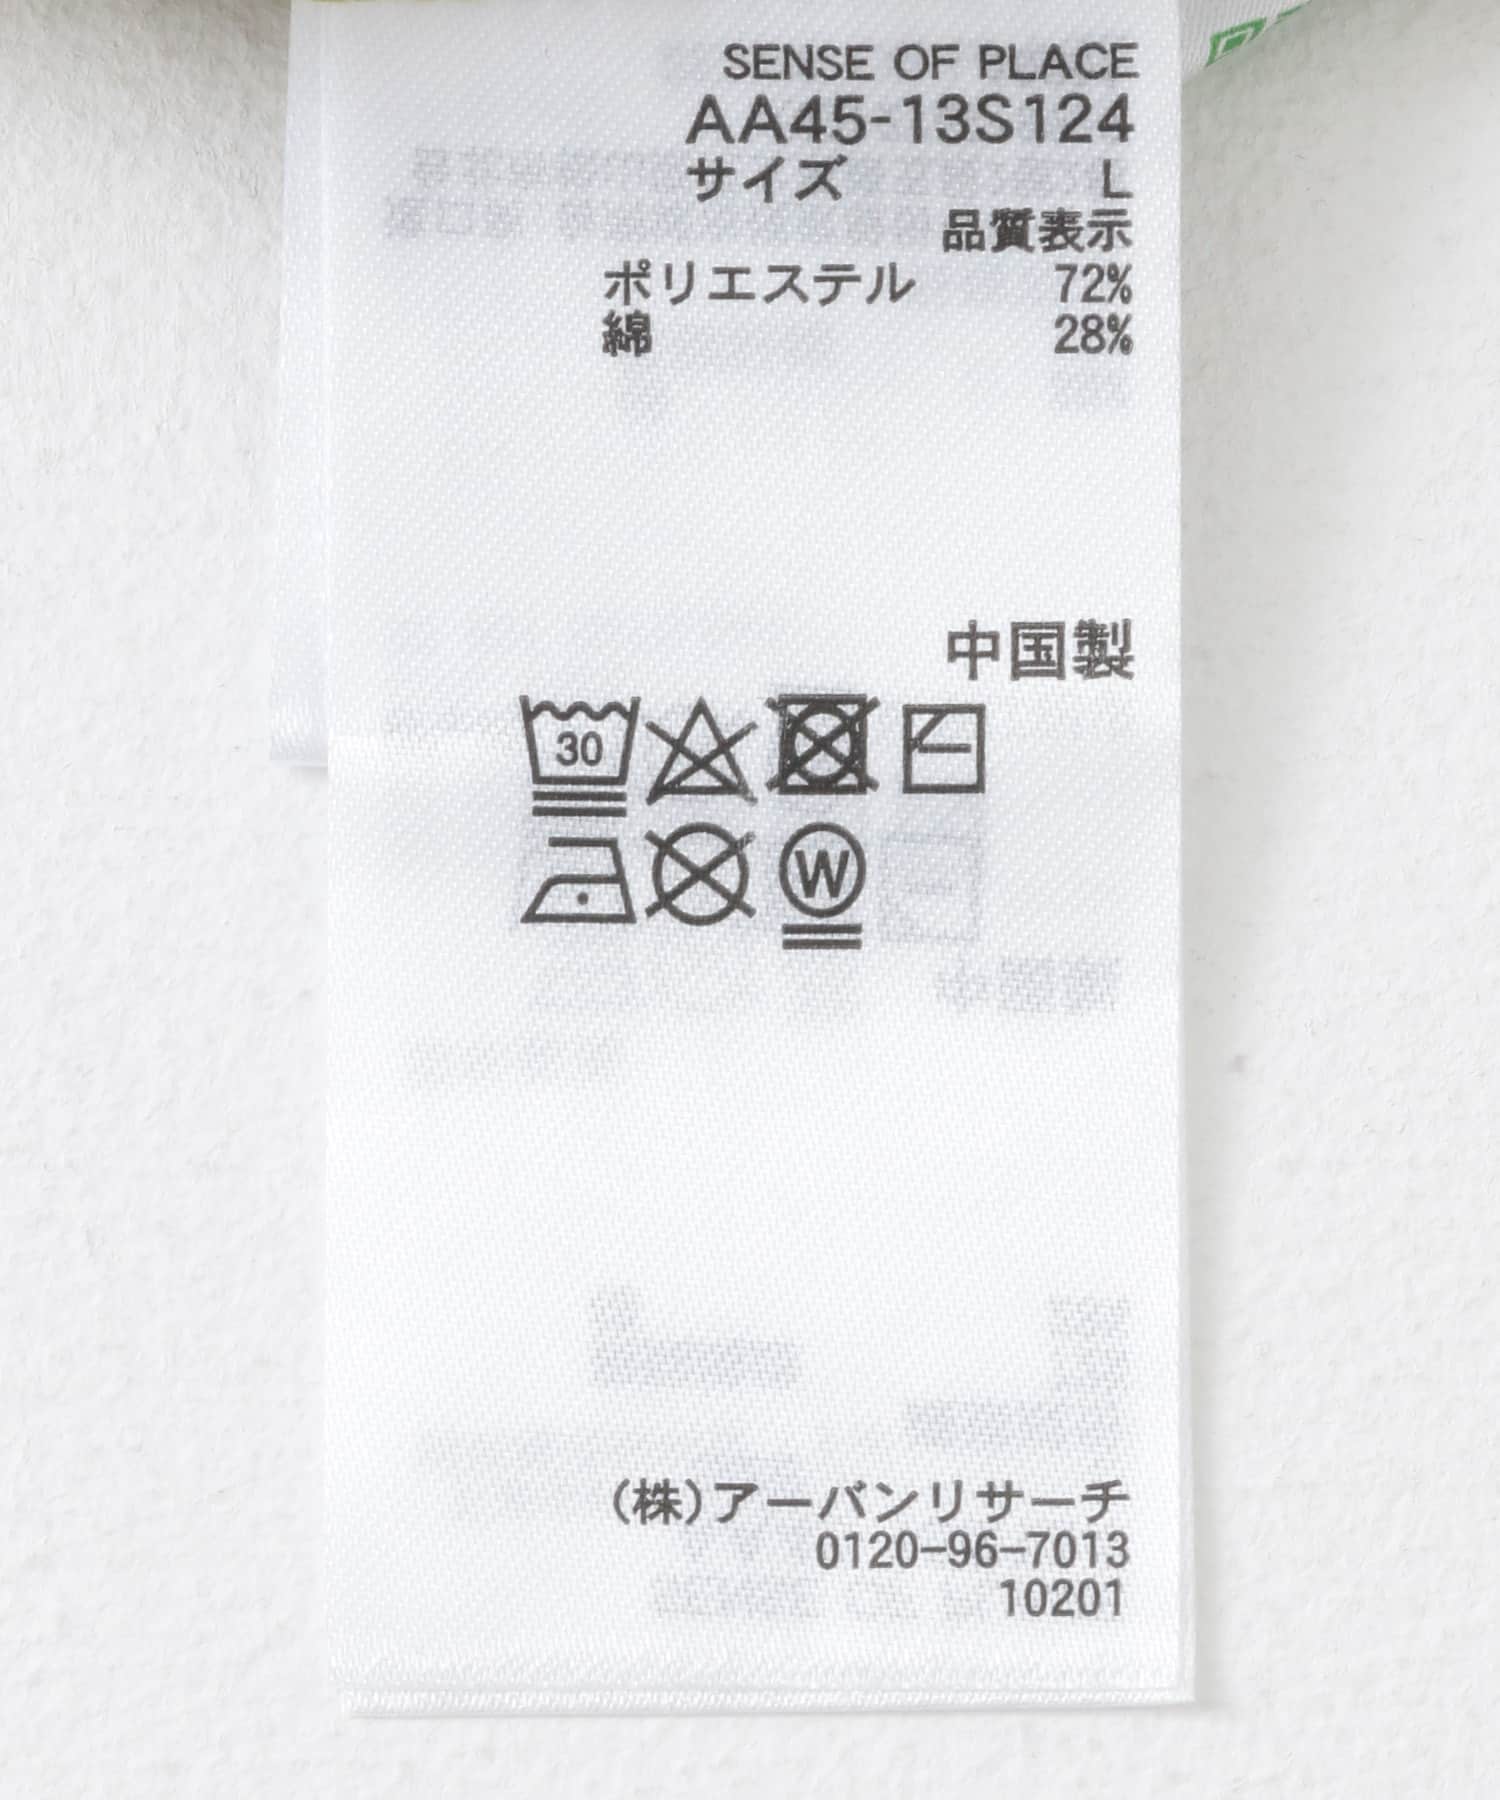 SENSE OF PLACE
AA45-13S124
サイズ L
品質表示
ポリエステル 72%
綿 28%
中国製
30
W
(株)アーバンリサーチ
0120-96-7013
10201